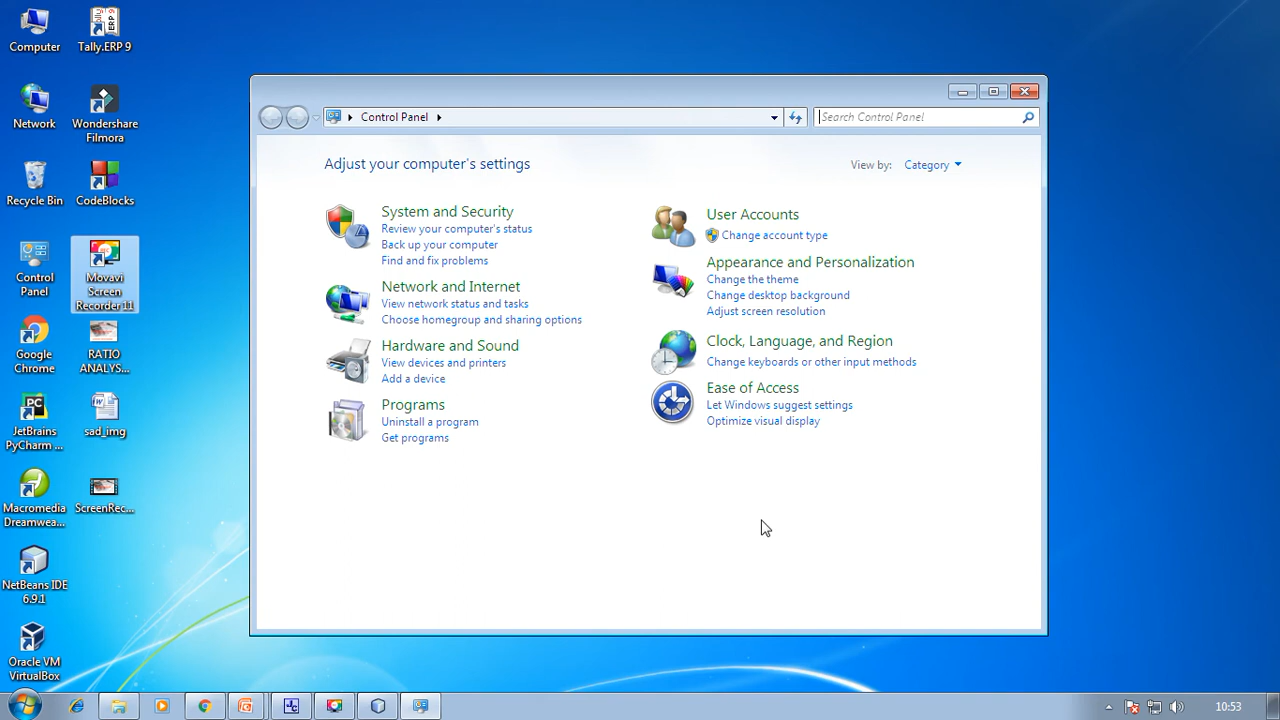 Computer
Tally.ERP 9
Network
Wondershare
Filmora
Recycle Bin
CodeBlocks
Control
Panel
Movavi
Screen
Recorder 11
Google
Chrome
RATIO
ANALYS...
JetBrains
PyCharm ...
sad_img
Macromedia
Dreamwea...
ScreenRec...
NetBeans IDE
6.9.1
Oracle VM
VirtualBox
Control Panel
Search Control Panel
Adjust your computer's settings
View by: Category
System and Security
Review your computer's status
Back up your computer
Find and fix problems
Network and Internet
View network status and tasks
Choose homegroup and sharing options
Hardware and Sound
View devices and printers
Add a device
Programs
Uninstall a program
Get programs
User Accounts
Change account type
Appearance and Personalization
Change the theme
Change desktop background
Adjust screen resolution
Clock, Language, and Region
Change keyboards or other input methods
Ease of Access
Let Windows suggest settings
Optimize visual display
10:53